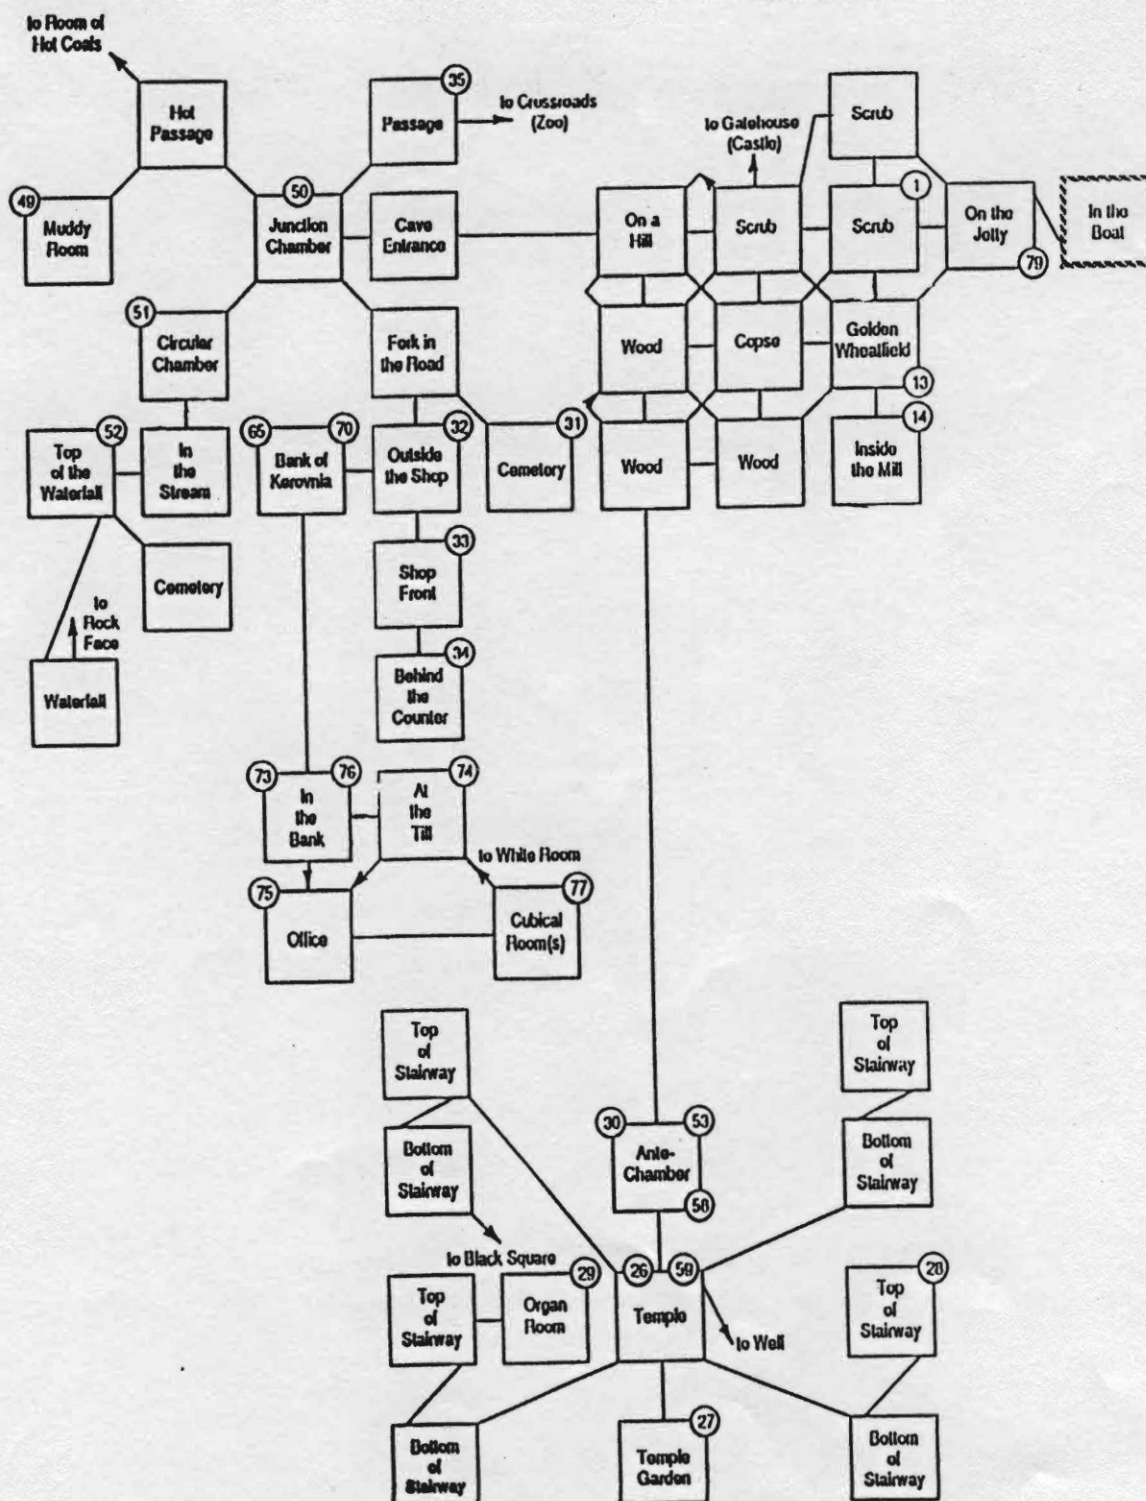 to Room of
Hot Coals
Hot
Passage
35
Passage
to Crossroads
(Zoo)
to Gatehouse
(Castle)
Scrub
49
Muddy
Room
50
Junction
Chamber
Cave
Entrance
On a
Hill
Scrub
1
Scrub
On the
Jetty
79
In the
Boat
51
Circular
Chamber
Fork in
the Road
Wood
Copse
Golden
Wheatfield
13
52
Top
of the
Waterfall
In
the
Stream
65
70
Bank of
Kerovnia
32
Outside
the Shop
31
Cemetery
Wood
Wood
14
Inside
the Mill
Cemetery
33
Shop
Front
to
Rock
Face
Waterfall
34
Behind
the
Counter
73
76
In
the
Bank
74
At
the
Till
to White Room
75
Office
77
Cubical
Room(s)
Top
of
Stairway
Top
of
Stairway
Bottom
of
Stairway
30
53
Ante-
Chamber
58
Bottom
of
Stairway
to Black Square
Top
of
Stairway
29
Organ
Room
26
59
Temple
to Well
28
Top
of
Stairway
Bottom
of
Stairway
27
Temple
Garden
Bottom
of
Stairway